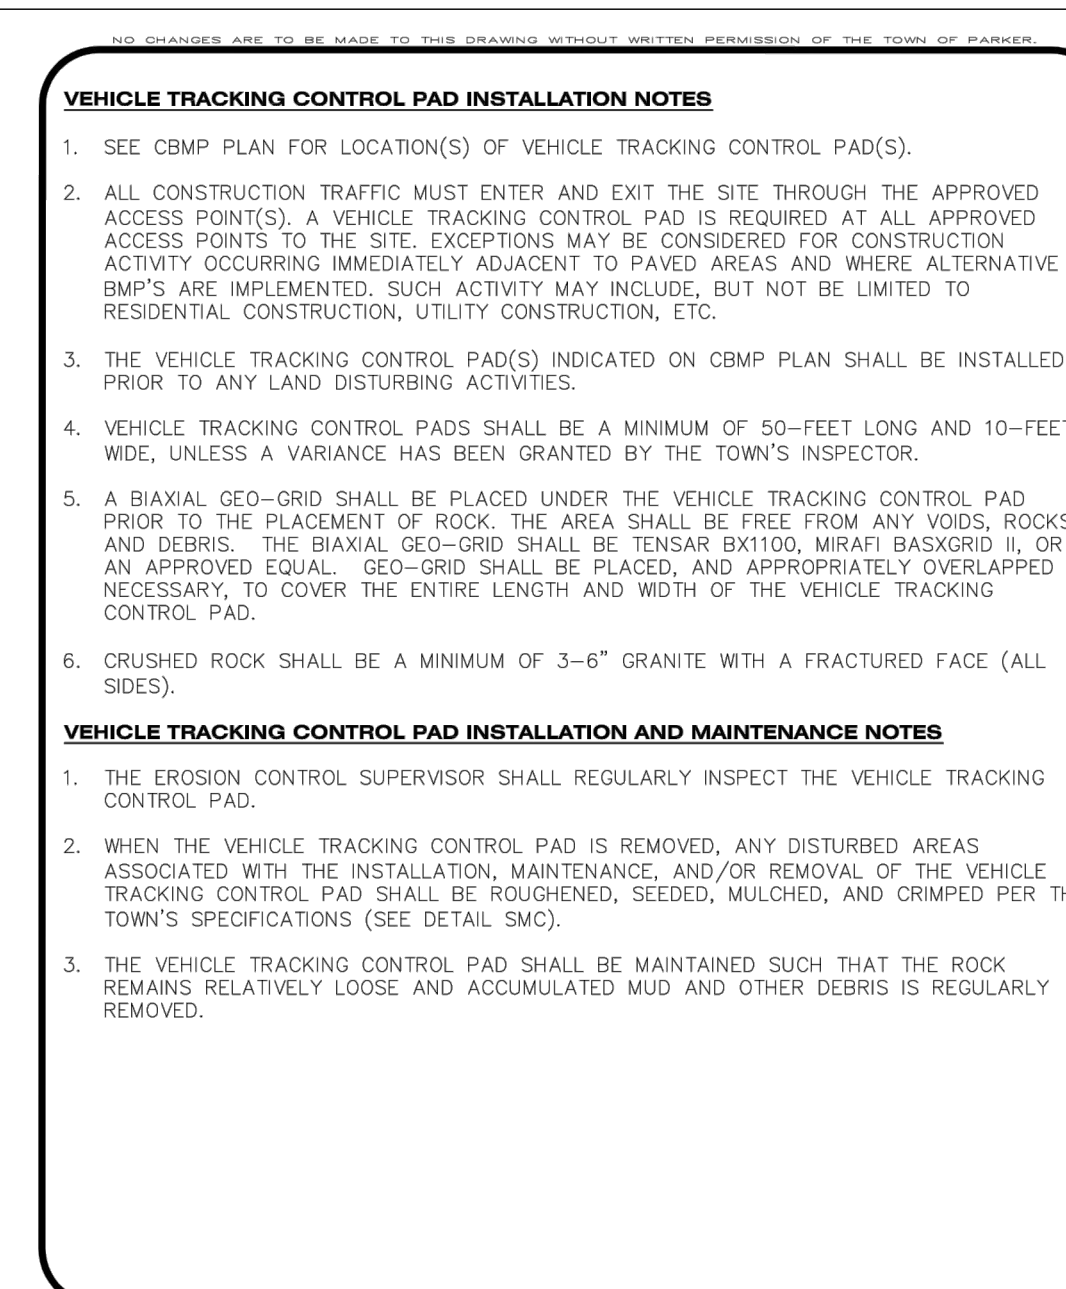 NO CHANGES ARE TO BE MADE TO THIS DRAWING WITHOUT WRITTEN PERMISSION OF THE TOWN OF PARKER.
VEHICLE TRACKING CONTROL PAD INSTALLATION NOTES
1. SEE CBMP PLAN FOR LOCATION(S) OF VEHICLE TRACKING CONTROL PAD(S).
2. ALL CONSTRUCTION TRAFFIC MUST ENTER AND EXIT THE SITE THROUGH THE APPROVED
ACCESS POINT(S). A VEHICLE TRACKING CONTROL PAD IS REQUIRED AT ALL APPROVED
ACCESS POINTS TO THE SITE. EXCEPTIONS MAY BE CONSIDERED FOR CONSTRUCTION
ACTIVITY OCCURRING IMMEDIATELY ADJACENT TO PAVED AREAS AND WHERE ALTERNATIVE
BMP'S ARE IMPLEMENTED. SUCH ACTIVITY MAY INCLUDE, BUT NOT BE LIMITED TO
RESIDENTIAL CONSTRUCTION, UTILITY CONSTRUCTION, ETC.
3. THE VEHICLE TRACKING CONTROL PAD(S) INDICATED ON CBMP PLAN SHALL BE INSTALLED
PRIOR TO ANY LAND DISTURBING ACTIVITIES.
4. VEHICLE TRACKING CONTROL PADS SHALL BE A MINIMUM OF 50-FEET LONG AND 10-FEET
WIDE, UNLESS A VARIANCE HAS BEEN GRANTED BY THE TOWN'S INSPECTOR.
5. A BIAXIAL GEO-GRID SHALL BE PLACED UNDER THE VEHICLE TRACKING CONTROL PAD
PRIOR TO THE PLACEMENT OF ROCK. THE AREA SHALL BE FREE FROM ANY VOIDS, ROCKS
AND DEBRIS. THE BIAXIAL GEO-GRID SHALL BE TENSAR BX1100, MIRAFI BASXGRID II, OR
AN APPROVED EQUAL. GEO-GRID SHALL BE PLACED, AND APPROPRIATELY OVERLAPPED
NECESSARY, TO COVER THE ENTIRE LENGTH AND WIDTH OF THE VEHICLE TRACKING
CONTROL PAD.
6. CRUSHED ROCK SHALL BE A MINIMUM OF 3-6" GRANITE WITH A FRACTURED FACE (ALL
SIDES).
VEHICLE TRACKING CONTROL PAD INSTALLATION AND MAINTENANCE NOTES
1. THE EROSION CONTROL SUPERVISOR SHALL REGULARLY INSPECT THE VEHICLE TRACKING
CONTROL PAD.
2. WHEN THE VEHICLE TRACKING CONTROL PAD IS REMOVED, ANY DISTURBED AREAS
ASSOCIATED WITH THE INSTALLATION, MAINTENANCE, AND/OR REMOVAL OF THE VEHICLE
TRACKING CONTROL PAD SHALL BE ROUGHENED, SEEDED, MULCHED, AND CRIMPED PER
TOWN'S SPECIFICATIONS (SEE DETAIL SMC).
3. THE VEHICLE TRACKING CONTROL PAD SHALL BE MAINTAINED SUCH THAT THE ROCK
REMAINS RELATIVELY LOOSE AND ACCUMULATED MUD AND OTHER DEBRIS IS REGULARLY
REMOVED.